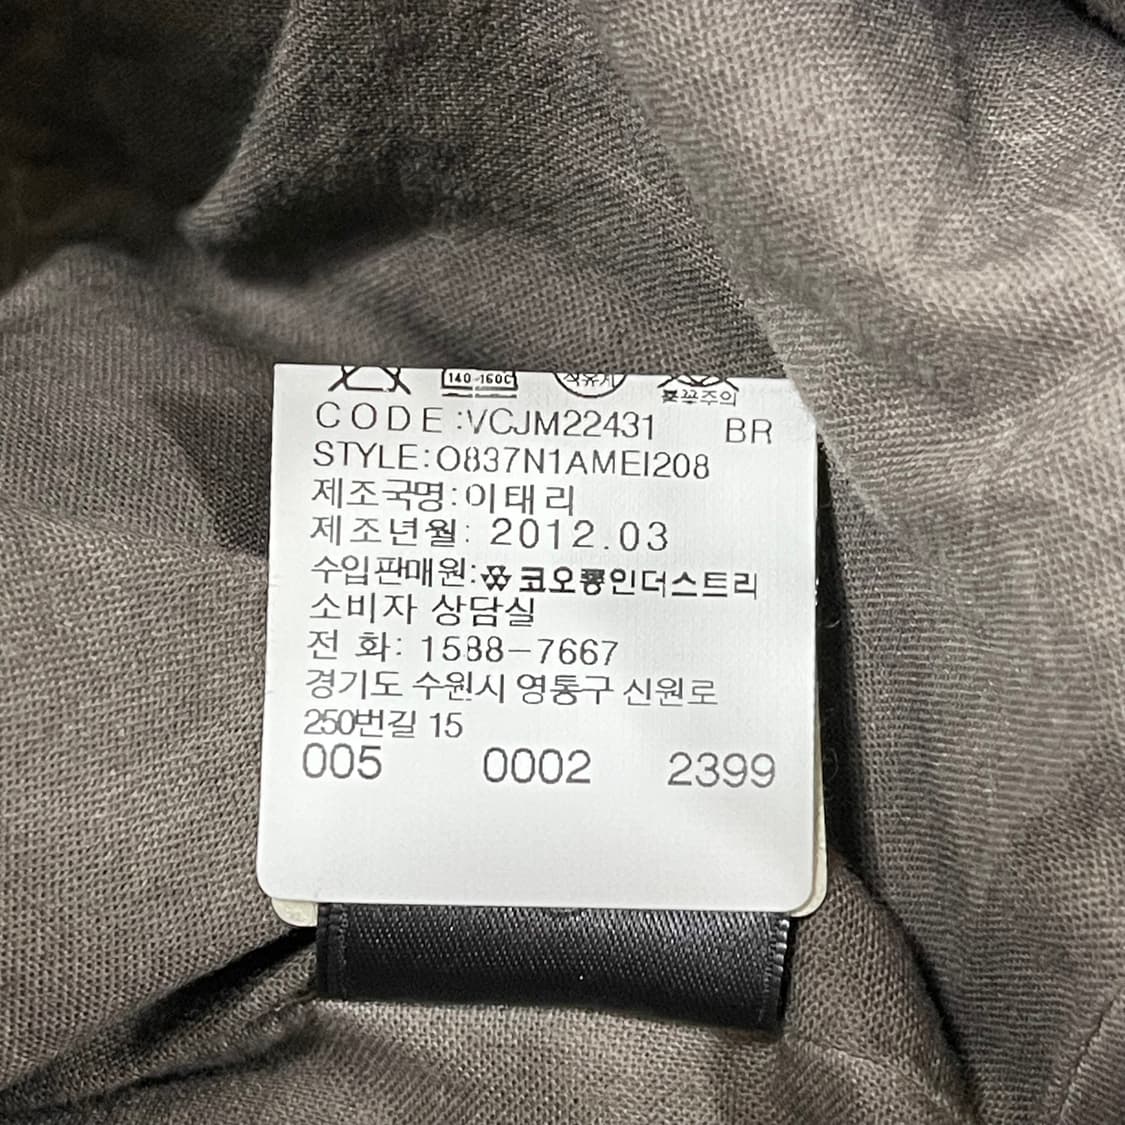 140-160C
석유계
CODE:VCJM22431 BR
STYLE:O837N1AMEI208
제조국명:이태리
제조년월: 2012.03
수입판매원:코오롱인더스트리
소비자 상담실
전 화: 1588-7667
경기도 수원시 영통구 신원로
250번길 15
005 0002 2399